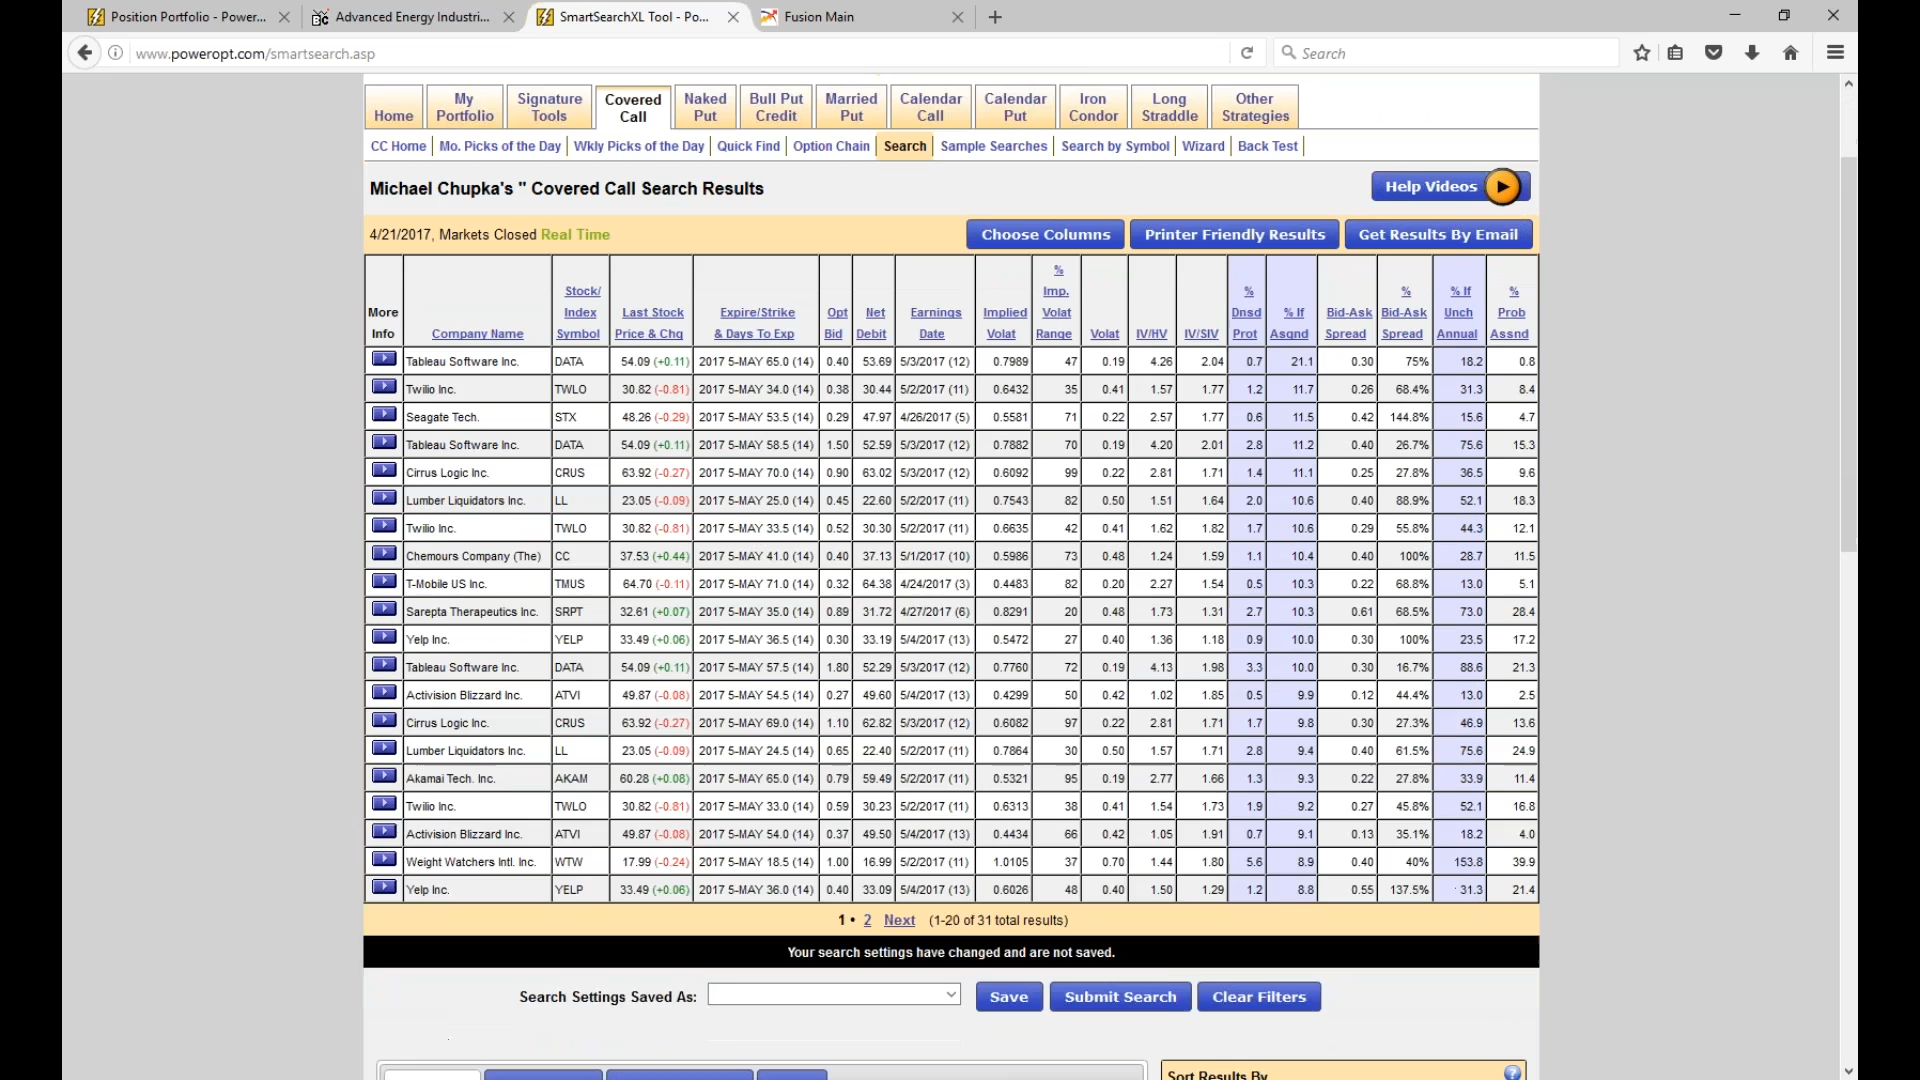 Position Portfolio - Power...
Advanced Energy Industri...
SmartSearchXL Tool - Po...
Fusion Main
www.poweropt.com/smartsearch.asp
Search
Home
My Portfolio
Signature Tools
Covered Call
Naked Put
Bull Put Credit
Married Put
Calendar Call
Calendar Put
Iron Condor
Long Straddle
Other Strategies
CC Home | Mo. Picks of the Day | Wkly Picks of the Day | Quick Find | Option Chain | Search | Sample Searches | Search by Symbol | Wizard | Back Test |
Michael Chupka's " Covered Call Search Results
Help Videos
4/21/2017, Markets Closed Real Time
Choose Columns
Printer Friendly Results
Get Results By Email
More Info | Company Name | Stock/ Index Symbol | Last Stock Price & Chg | Expire/Strike & Days To Exp | Opt Bid | Net Debit | Earnings Date | Implied Volat | % Imp. Volat Range | Volat | IV/HV | IV/SIV | % Dnsd Prot | % If Asgnd | Bid-Ask Spread | % Bid-Ask Spread | % If Unch Annual | % Prob Assnd
Tableau Software Inc. DATA 54.09 (+0.11) 2017 5-MAY 65.0 (14) 0.40 53.69 5/3/2017 (12) 0.7989 47 0.19 4.26 2.04 0.7 21.1 0.30 75% 18.2 0.8
Twilio Inc. TWLO 30.82 (-0.81) 2017 5-MAY 34.0 (14) 0.38 30.44 5/2/2017 (11) 0.6432 35 0.41 1.57 1.77 1.2 11.7 0.26 68.4% 31.3 8.4
Seagate Tech. STX 48.26 (-0.29) 2017 5-MAY 53.5 (14) 0.29 47.97 4/26/2017 (5) 0.5581 71 0.22 2.57 1.77 0.6 11.5 0.42 144.8% 15.6 4.7
Tableau Software Inc. DATA 54.09 (+0.11) 2017 5-MAY 58.5 (14) 1.50 52.59 5/3/2017 (12) 0.7882 70 0.19 4.20 2.01 2.8 11.2 0.40 26.7% 75.6 15.3
Cirrus Logic Inc. CRUS 63.92 (-0.27) 2017 5-MAY 70.0 (14) 0.90 63.02 5/3/2017 (12) 0.6092 99 0.22 2.81 1.71 1.4 11.1 0.25 27.8% 36.5 9.6
Lumber Liquidators Inc. LL 23.05 (-0.09) 2017 5-MAY 25.0 (14) 0.45 22.60 5/2/2017 (11) 0.7543 82 0.50 1.51 1.64 2.0 10.6 0.40 88.9% 52.1 18.3
Twilio Inc. TWLO 30.82 (-0.81) 2017 5-MAY 33.5 (14) 0.52 30.30 5/2/2017 (11) 0.6635 42 0.41 1.62 1.82 1.7 10.6 0.29 55.8% 44.3 12.1
Chemours Company (The) CC 37.53 (+0.44) 2017 5-MAY 41.0 (14) 0.40 37.13 5/1/2017 (10) 0.5986 73 0.48 1.24 1.59 1.1 10.4 0.40 100% 28.7 11.5
T-Mobile US Inc. TMUS 64.70 (-0.11) 2017 5-MAY 71.0 (14) 0.32 64.38 4/24/2017 (3) 0.4483 82 0.20 2.27 1.54 0.5 10.3 0.22 68.8% 13.0 5.1
Sarepta Therapeutics Inc. SRPT 32.61 (+0.07) 2017 5-MAY 35.0 (14) 0.89 31.72 4/27/2017 (6) 0.8291 20 0.48 1.73 1.31 2.7 10.3 0.61 68.5% 73.0 28.4
Yelp Inc. YELP 33.49 (+0.06) 2017 5-MAY 36.5 (14) 0.30 33.19 5/4/2017 (13) 0.5472 27 0.40 1.36 1.18 0.9 10.0 0.30 100% 23.5 17.2
Tableau Software Inc. DATA 54.09 (+0.11) 2017 5-MAY 57.5 (14) 1.80 52.29 5/3/2017 (12) 0.7760 72 0.19 4.13 1.98 3.3 10.0 0.30 16.7% 88.6 21.3
Activision Blizzard Inc. ATVI 49.87 (-0.08) 2017 5-MAY 54.5 (14) 0.27 49.60 5/4/2017 (13) 0.4299 50 0.42 1.02 1.85 0.5 9.9 0.12 44.4% 13.0 2.5
Cirrus Logic Inc. CRUS 63.92 (-0.27) 2017 5-MAY 69.0 (14) 1.10 62.82 5/3/2017 (12) 0.6082 97 0.22 2.81 1.71 1.7 9.8 0.30 27.3% 46.9 13.6
Lumber Liquidators Inc. LL 23.05 (-0.09) 2017 5-MAY 24.5 (14) 0.65 22.40 5/2/2017 (11) 0.7864 30 0.50 1.57 1.71 2.8 9.4 0.40 61.5% 75.6 24.9
Akamai Tech. Inc. AKAM 60.28 (+0.08) 2017 5-MAY 65.0 (14) 0.79 59.49 5/2/2017 (11) 0.5321 95 0.19 2.77 1.66 1.3 9.3 0.22 27.8% 33.9 11.4
Twilio Inc. TWLO 30.82 (-0.81) 2017 5-MAY 33.0 (14) 0.59 30.23 5/2/2017 (11) 0.6313 38 0.41 1.54 1.73 1.9 9.2 0.27 45.8% 52.1 16.8
Activision Blizzard Inc. ATVI 49.87 (-0.08) 2017 5-MAY 54.0 (14) 0.37 49.50 5/4/2017 (13) 0.4434 66 0.42 1.05 1.91 0.7 9.1 0.13 35.1% 18.2 4.0
Weight Watchers Intl. Inc. WTW 17.99 (-0.24) 2017 5-MAY 18.5 (14) 1.00 16.99 5/2/2017 (11) 1.0105 37 0.70 1.44 1.80 5.6 8.9 0.40 40% 153.8 39.9
Yelp Inc. YELP 33.49 (+0.06) 2017 5-MAY 36.0 (14) 0.40 33.09 5/4/2017 (13) 0.6026 48 0.40 1.50 1.29 1.2 8.8 0.55 137.5% 31.3 21.4
1 • 2 Next (1-20 of 31 total results)
Your search settings have changed and are not saved.
Search Settings Saved As:
Save
Submit Search
Clear Filters
Sort Results By